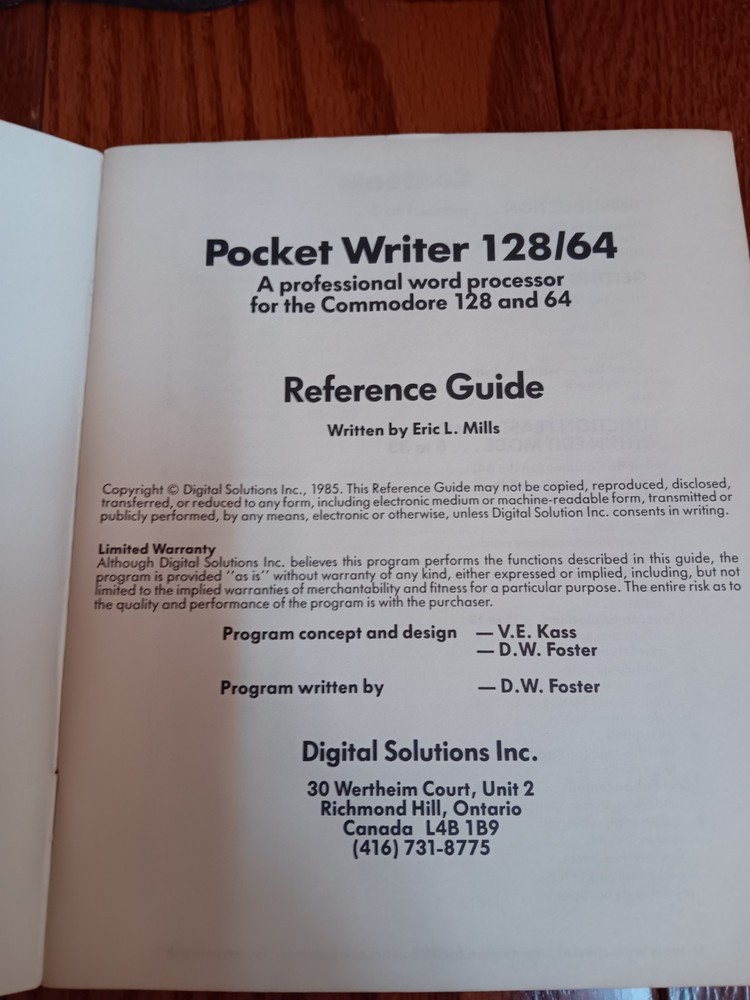 Pocket Writer 128/64
A professional word processor
for the Commodore 128 and 64
Reference Guide
Written by Eric L. Mills
Copyright © Digital Solutions Inc., 1985. This Reference Guide may not be copied, reproduced, disclosed,
transferred, or reduced to any form, including electronic medium or machine-readable form, transmitted or
publicly performed, by any means, electronic or otherwise, unless Digital Solution Inc. consents in writing.
Limited Warranty
Although Digital Solutions Inc. believes this program performs the functions described in this guide, the
program is provided "as is" without warranty of any kind, either expressed or implied, including, but not
limited to the implied warranties of merchantability and fitness for a particular purpose. The entire risk as to
the quality and performance of the program is with the purchaser.
Program concept and design — V.E. Kass
— D.W. Foster
Program written by — D.W. Foster
Digital Solutions Inc.
30 Wertheim Court, Unit 2
Richmond Hill, Ontario
Canada L4B 1B9
(416) 731-8775